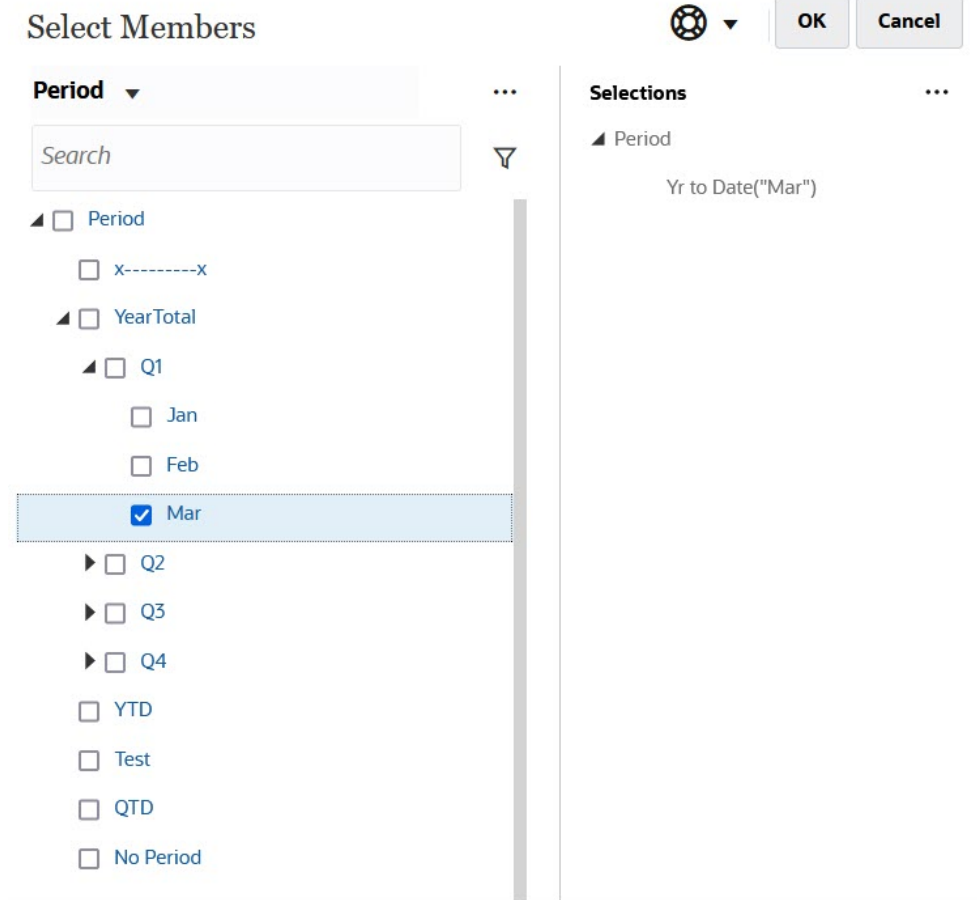 Select Members
OK
Cancel
Period
...
Search
Period
x---------x
YearTotal
Q1
Jan
Feb
Mar
Q2
Q3
Q4
YTD
Test
QTD
No Period
Selections
...
Period
Yr to Date("Mar")